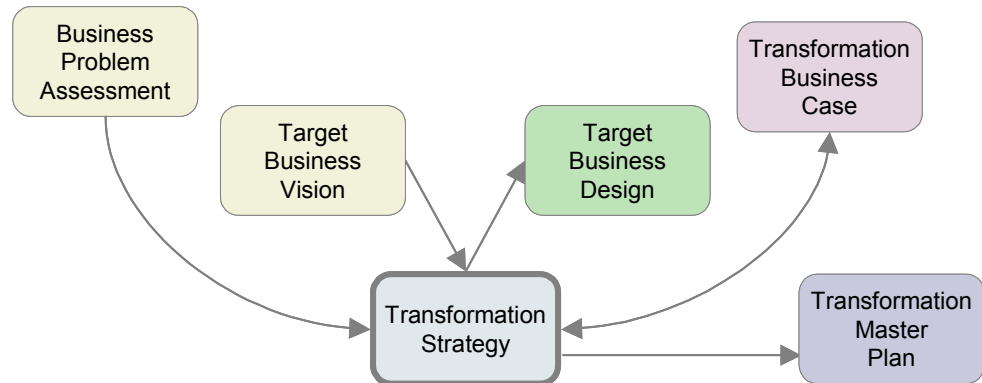 Business
Problem
Assessment
Target
Business
Vision
Target
Business
Design
Transformation
Business
Case
Transformation
Strategy
Transformation
Master
Plan